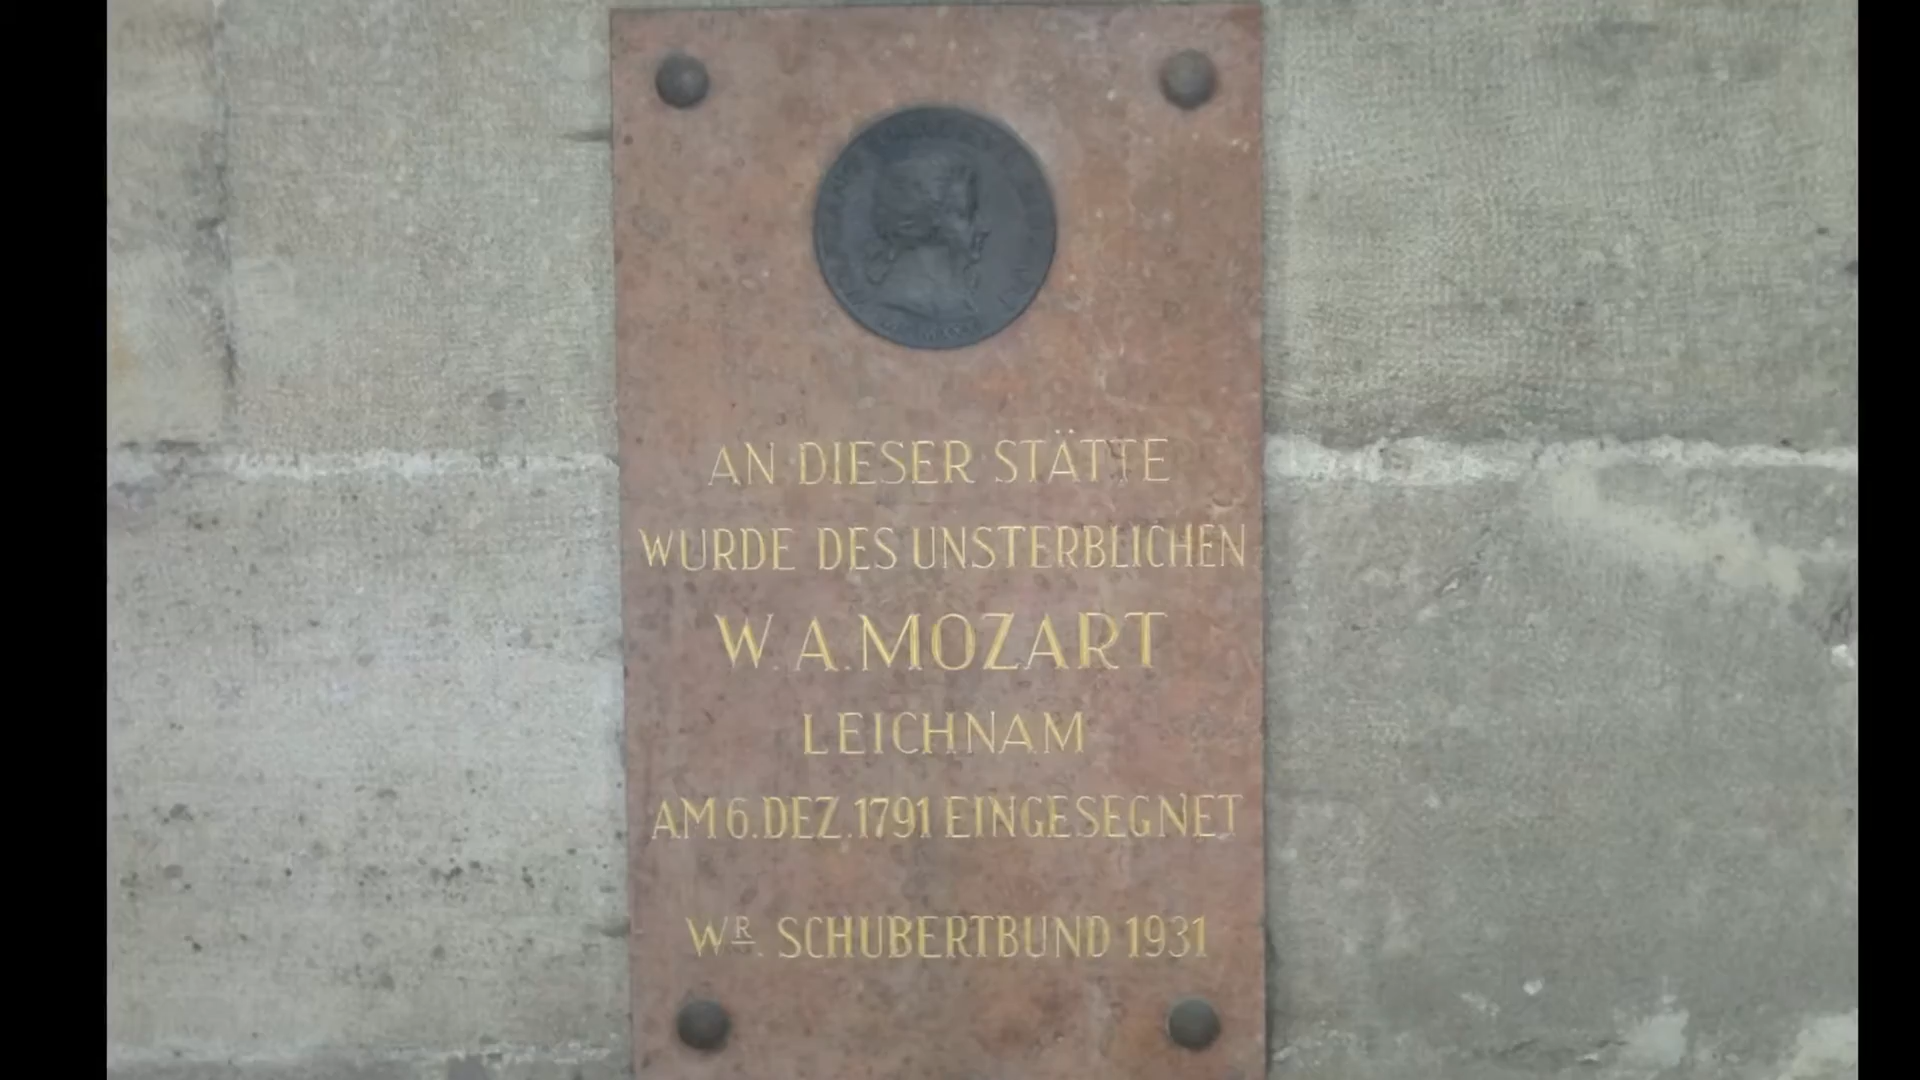 AN DIESER STÄTTE
WURDE DES UNSTERBLICHEN
W. A. MOZART
LEICHNAM
AM 6. DEZ. 1791 EINGESEGNET
WR. SCHUBERTBUND 1931